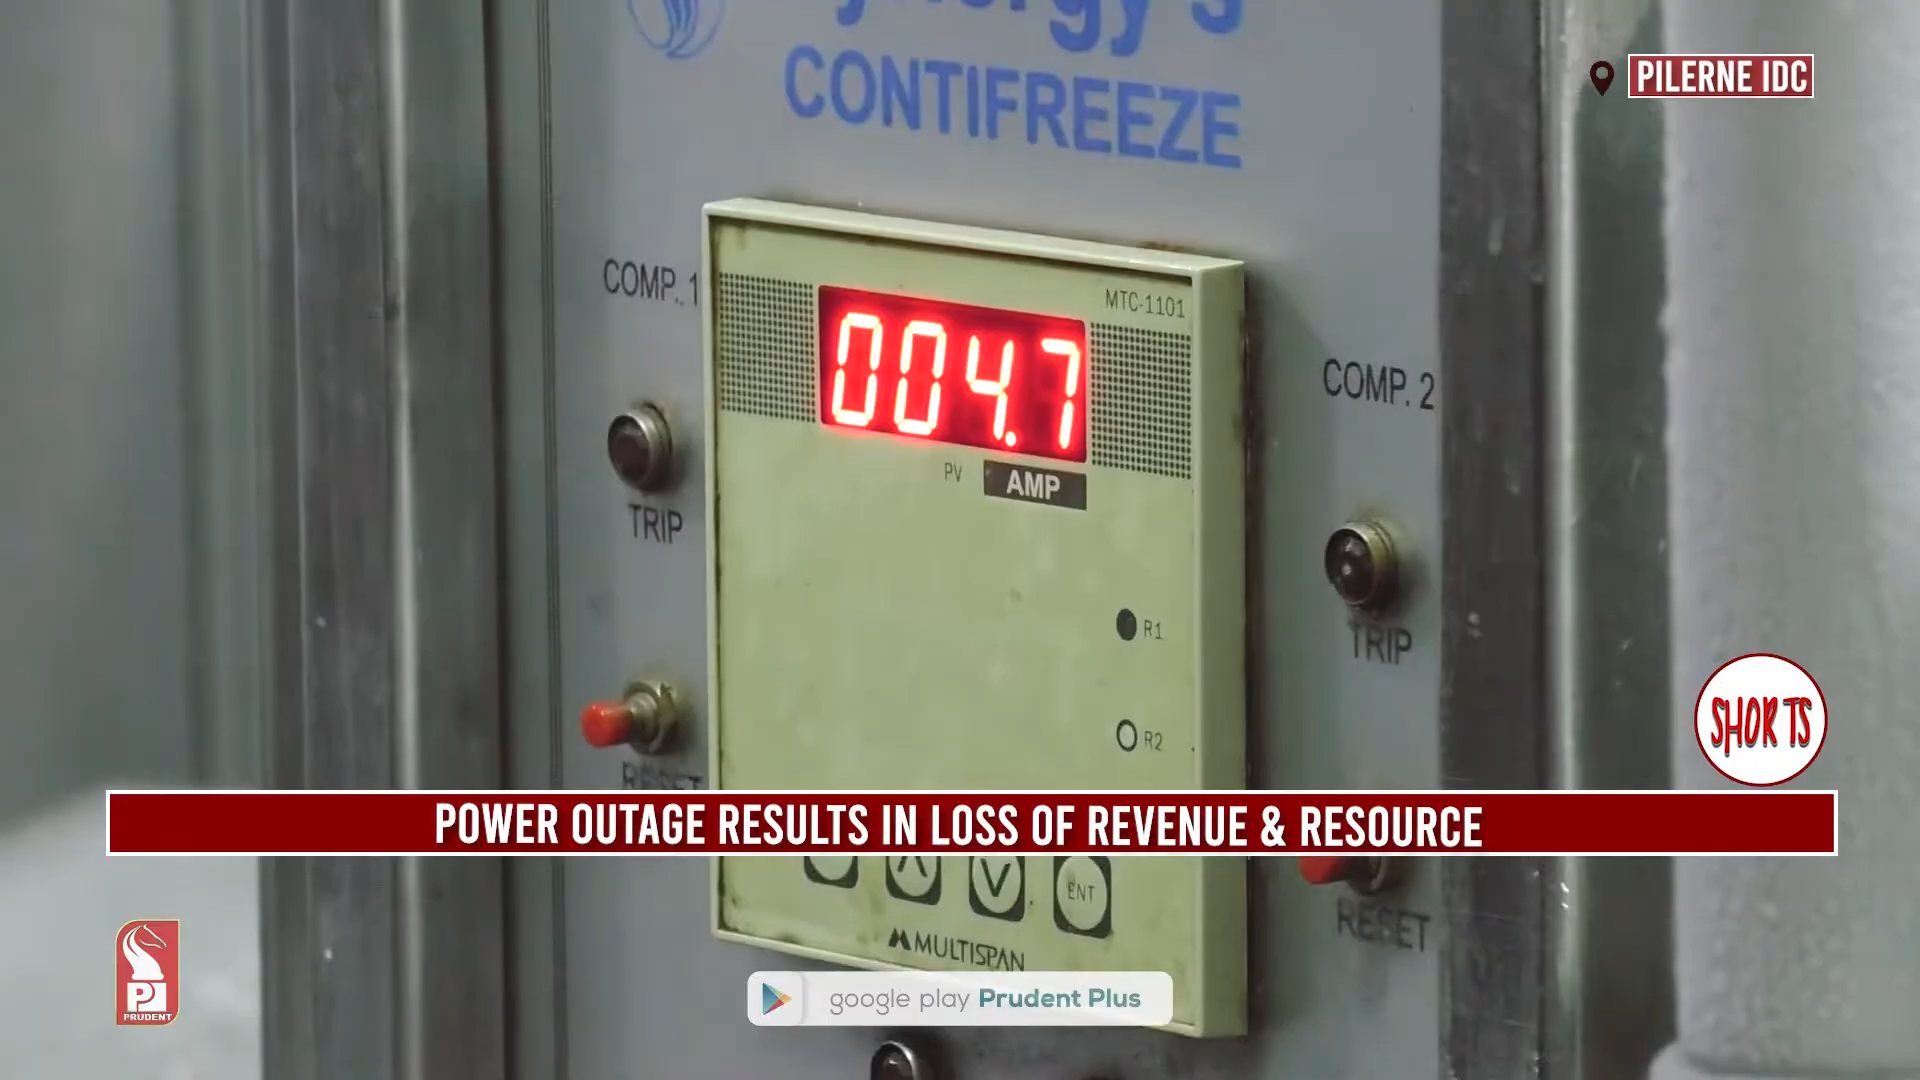 CONTIFREEZE
PILERNE IDC
COMP. 1
MTC-1101
004.7
COMP. 2
PV AMP
TRIP
R1
TRIP
R2
SHORTS
RESET
POWER OUTAGE RESULTS IN LOSS OF REVENUE & RESOURCE
ENT
RESET
MULTISPAN
google play Prudent Plus
PRUDENT